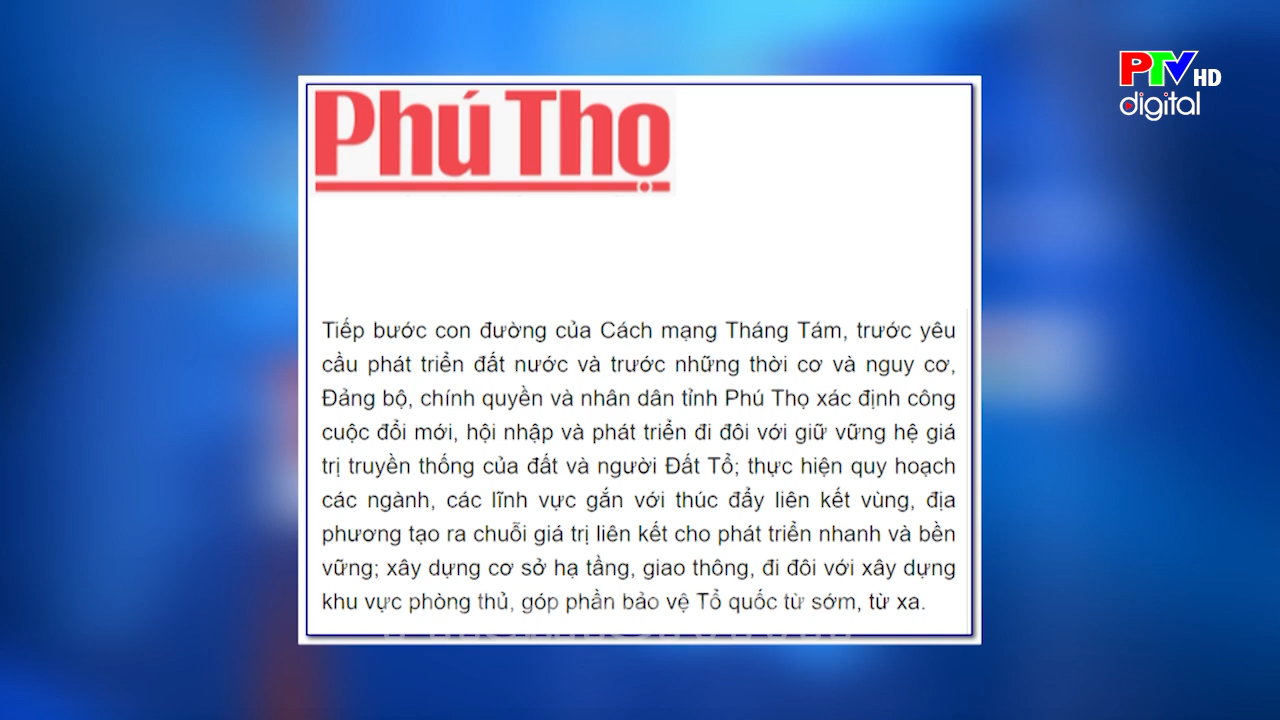 PTV HD
digital
Phú Thọ
Tiếp bước con đường của Cách mạng Tháng Tám, trước yêu
cầu phát triển đất nước và trước những thời cơ và nguy cơ,
Đảng bộ, chính quyền và nhân dân tỉnh Phú Thọ xác định công
cuộc đổi mới, hội nhập và phát triển đi đôi với giữ vững hệ giá
trị truyền thống của đất và người Đất Tổ; thực hiện quy hoạch
các ngành, các lĩnh vực gắn với thúc đẩy liên kết vùng, địa
phương tạo ra chuỗi giá trị liên kết cho phát triển nhanh và bền
vững; xây dựng cơ sở hạ tầng, giao thông, đi đôi với xây dựng
khu vực phòng thủ, góp phần bảo vệ Tổ quốc từ sớm, từ xa.